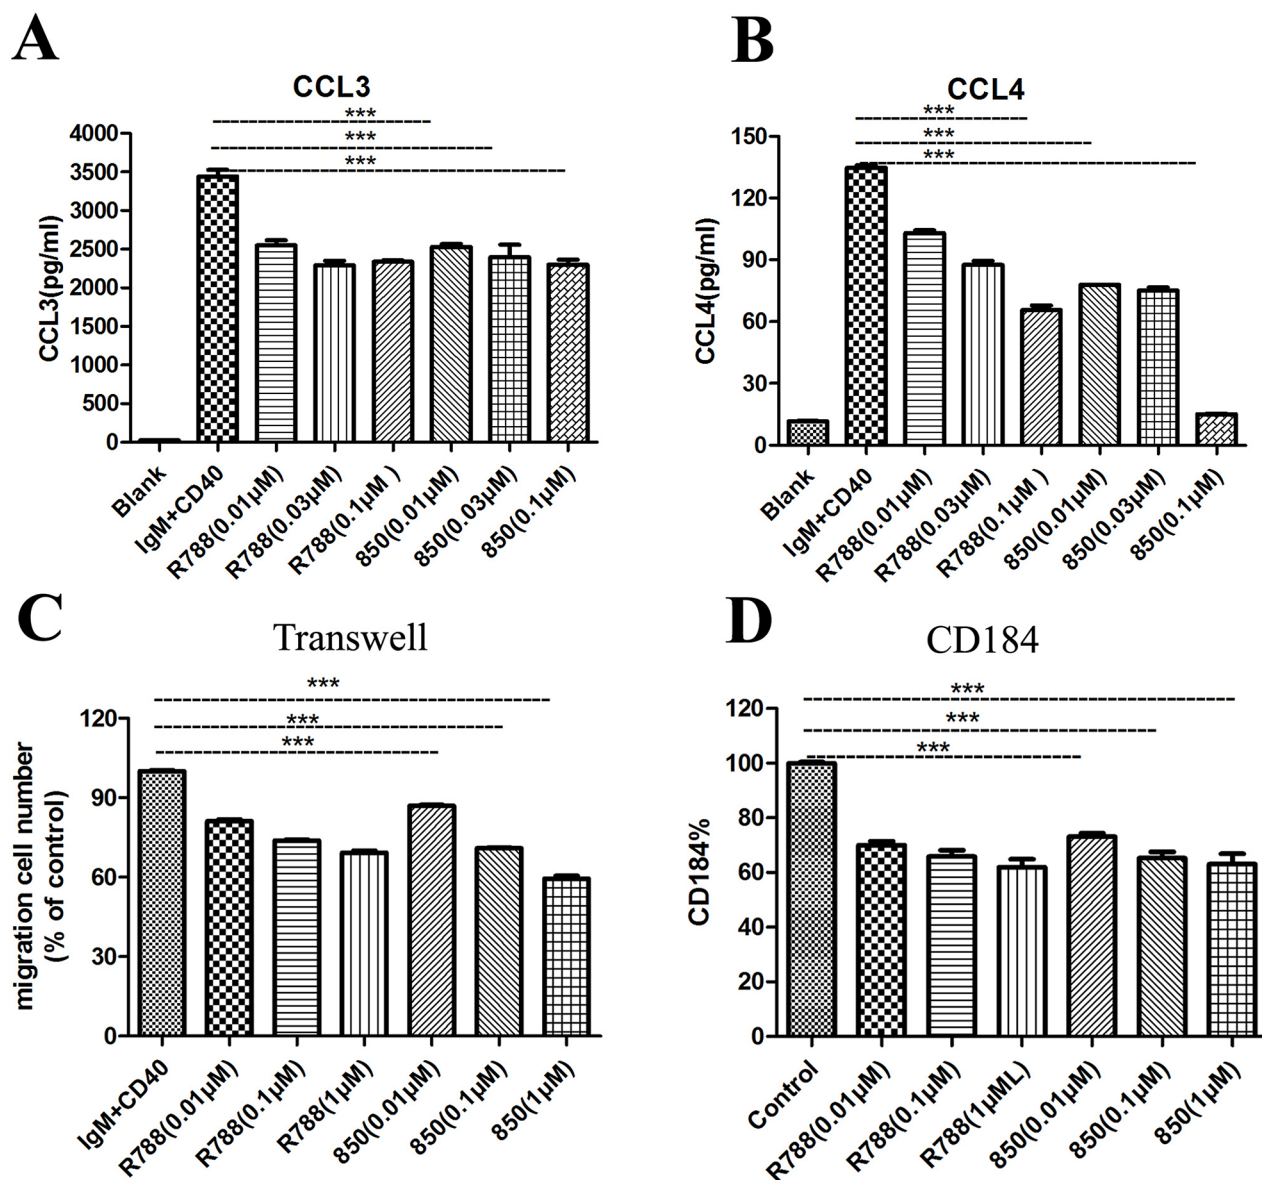 A
CCL3
***
***
***
4000
3500
3000
2500
2000
1500
1000
500
0
CCL3(pg/ml)
Blank
IgM+CD40
R788(0.01µM)
R788(0.03µM)
R788(0.1µM )
850(0.01µM)
850(0.03µM)
850(0.1µM)
B
CCL4
***
***
***
150
120
90
60
30
0
CCL4(pg/ml)
Blank
IgM+CD40
R788(0.01µM)
R788(0.03µM)
R788(0.1µM )
850(0.01µM)
850(0.03µM)
850(0.1µM)
C
Transwell
***
***
***
120
90
60
30
0
migration cell number
(% of control)
IgM+CD40
R788(0.01µM)
R788(0.1µM)
R788(1µM)
850(0.01µM)
850(0.1µM)
850(1µM)
D
CD184
***
***
***
120
100
80
60
40
20
0
CD184%
Control
R788(0.01µM)
R788(0.1µM)
R788(1µML)
850(0.01µM)
850(0.1µM)
850(1µM)